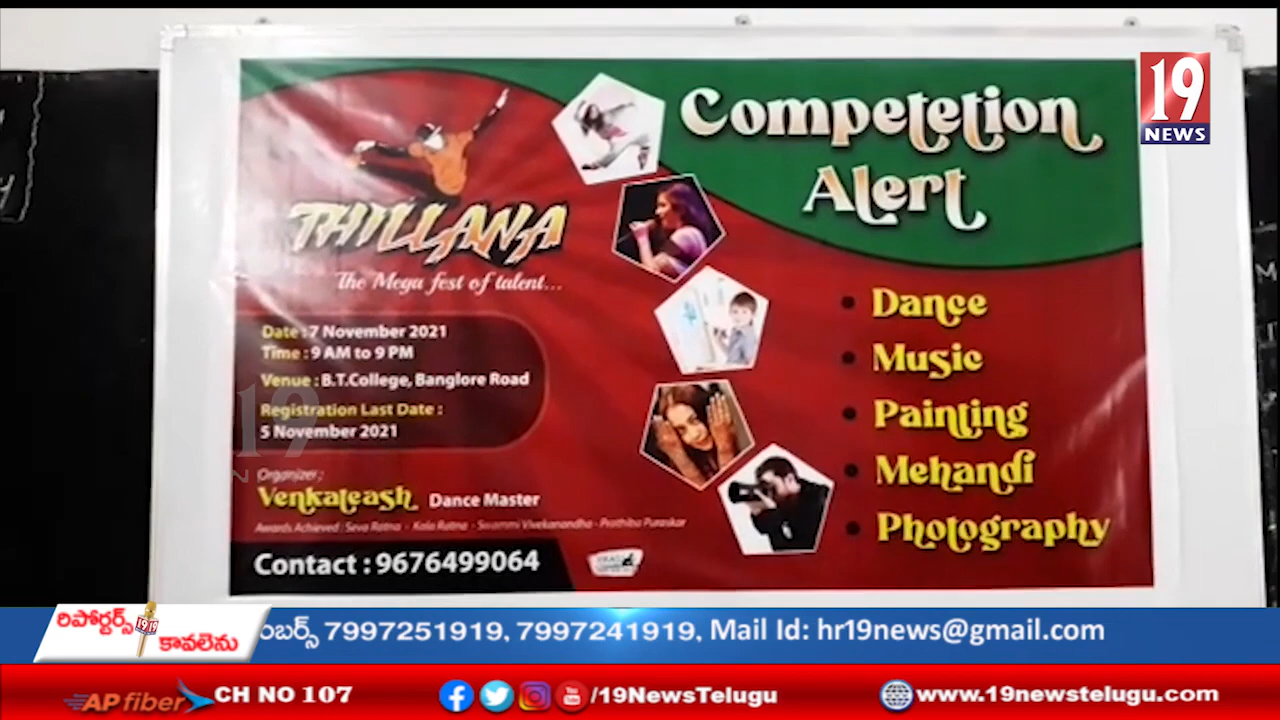 19
NEWS
Competetion
Alert
THILLANA
The Mega fest of talent...
Date : 7 November 2021
Time : 9 AM to 9 PM
Venue : B.T.College, Banglore Road
Registration Last Date :
5 November 2021
Organizer ;
Venkateash Dance Master
Awards Achieved : Seva Ratna - Kala Ratna - Swammi Vivekanandha - Prathiba Puraskar
Contact : 9676499064
• Dance
• Music
• Painting
• Mehandi
• Photography
రిపోర్టర్స్
కావలెను
ంబర్స్ 7997251919, 7997241919, Mail Id: hr19news@gmail.com
AP fiber CH NO 107
/19NewsTelugu
www.19newstelugu.com